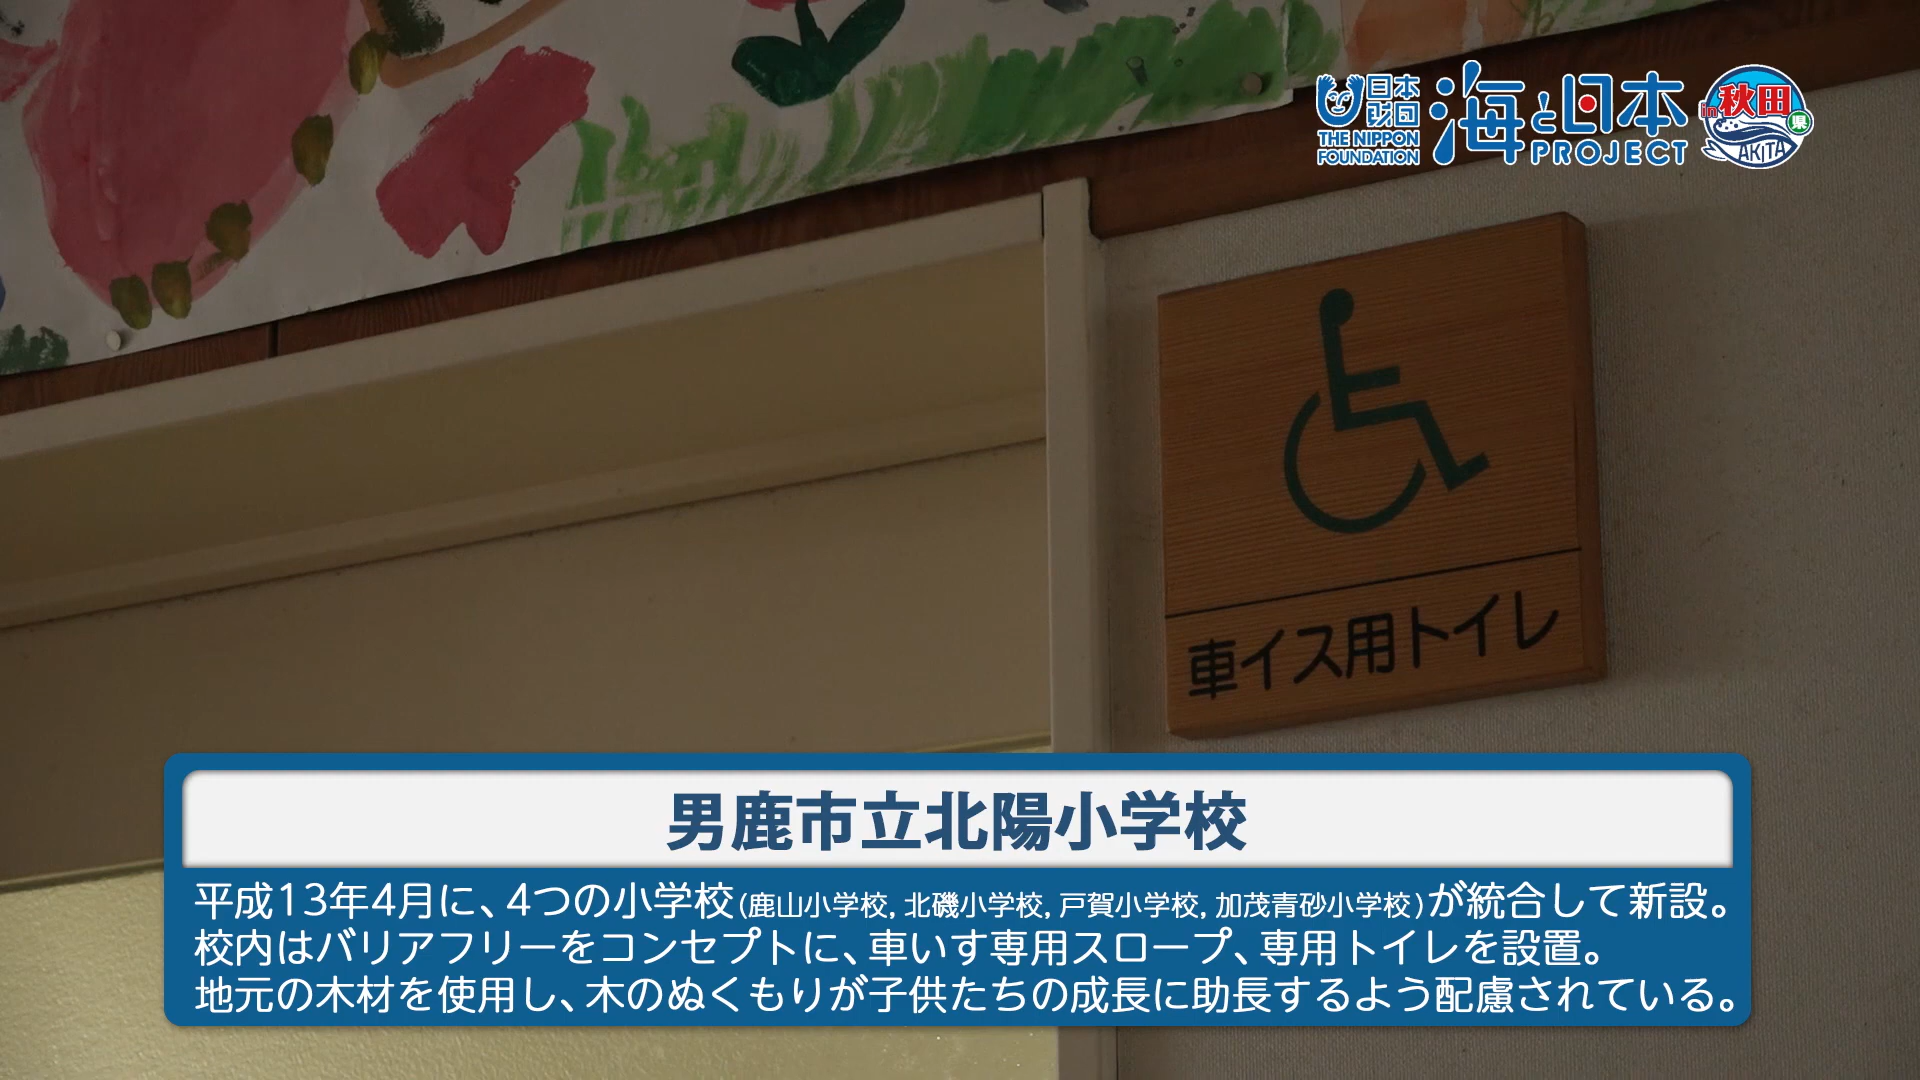 日本
財団
THE NIPPON
FOUNDATION
海と日本
PROJECT
in 秋田県
AKITA
車イス用トイレ
男鹿市立北陽小学校
平成13年4月に、4つの小学校(鹿山小学校, 北磯小学校, 戸賀小学校, 加茂青砂小学校)が統合して新設。
校内はバリアフリーをコンセプトに、車いす専用スロープ、専用トイレを設置。
地元の木材を使用し、木のぬくもりが子供たちの成長に助長するよう配慮されている。